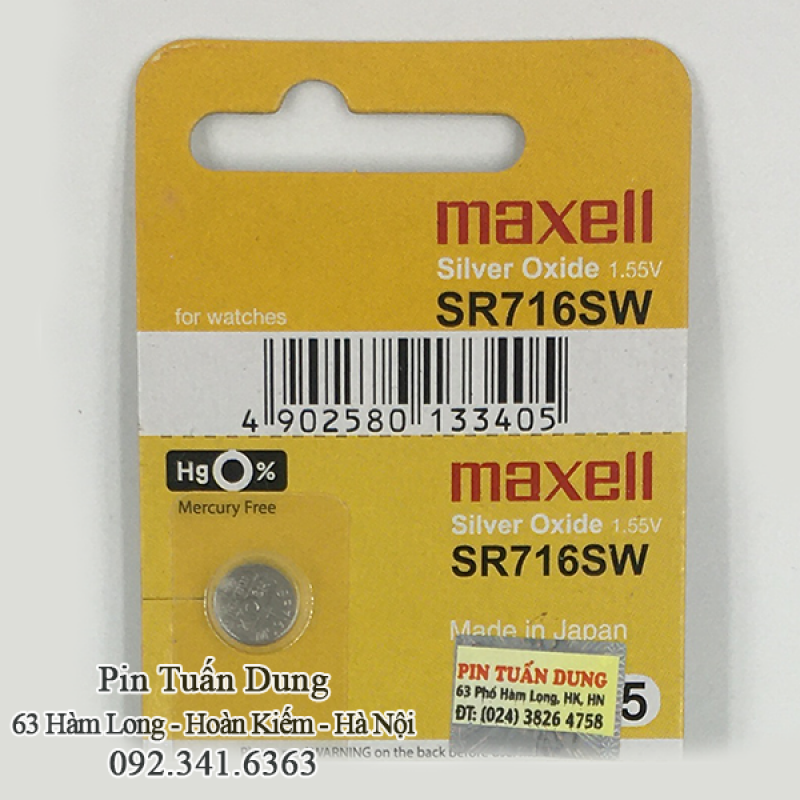 maxell
Silver Oxide 1.55V
for watches
SR716SW
4 902580 133405
Hg 0%
Mercury Free
maxell
Silver Oxide 1.55V
SR716SW
Made in Japan
PIN TUẤN DUNG
63 Phố Hàm Long, HK, HN
ĐT: (024) 3826 4758
5
Pin Tuấn Dung
63 Hàm Long - Hoàn Kiếm - Hà Nội
092.341.6363
WARNING on the back before